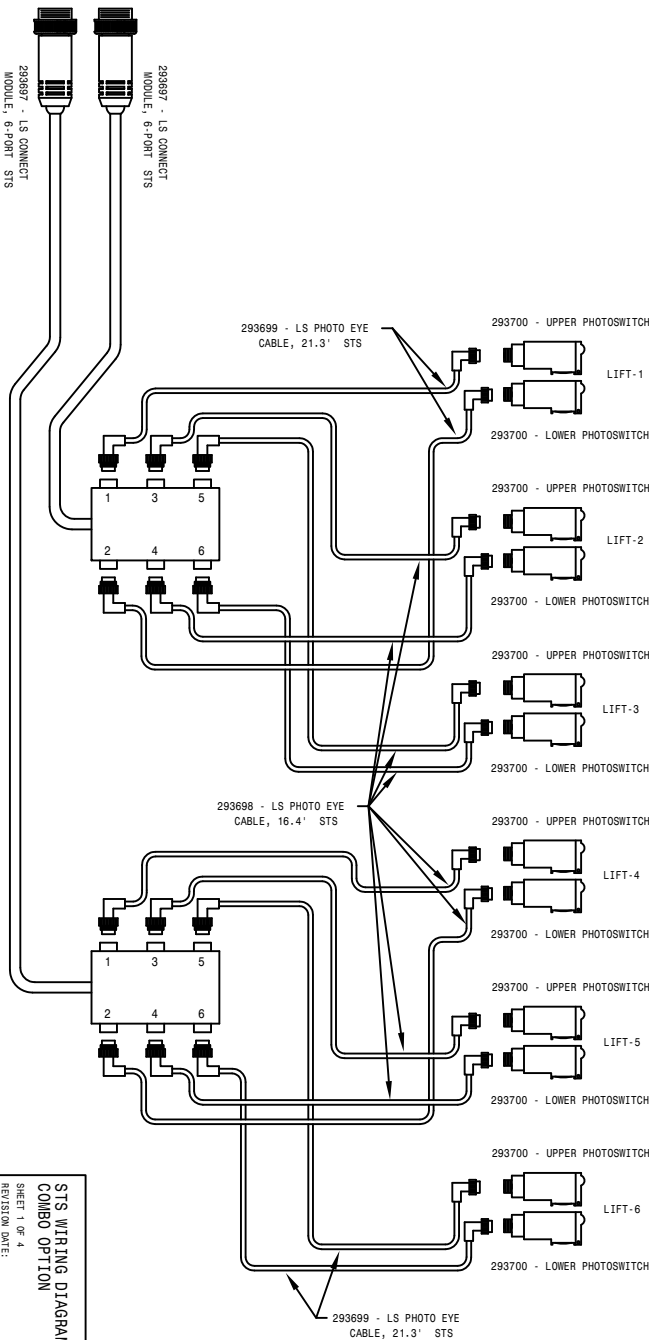 293697 - LS CONNECT
MODULE, 6-PORT STS
293697 - LS CONNECT
MODULE, 6-PORT STS
293699 - LS PHOTO EYE
CABLE, 21.3' STS
293700 - UPPER PHOTOSWITCH
LIFT-1
293700 - LOWER PHOTOSWITCH
293700 - UPPER PHOTOSWITCH
LIFT-2
293700 - LOWER PHOTOSWITCH
1 3 5
2 4 6
293700 - UPPER PHOTOSWITCH
LIFT-3
293700 - LOWER PHOTOSWITCH
293698 - LS PHOTO EYE
CABLE, 16.4' STS
293700 - UPPER PHOTOSWITCH
LIFT-4
293700 - LOWER PHOTOSWITCH
1 3 5
2 4 6
293700 - UPPER PHOTOSWITCH
LIFT-5
293700 - LOWER PHOTOSWITCH
293700 - UPPER PHOTOSWITCH
LIFT-6
293700 - LOWER PHOTOSWITCH
293699 - LS PHOTO EYE
CABLE, 21.3' STS
STS WIRING DIAGRAM
COMBO OPTION
SHEET 1 OF 4
REVISION DATE: